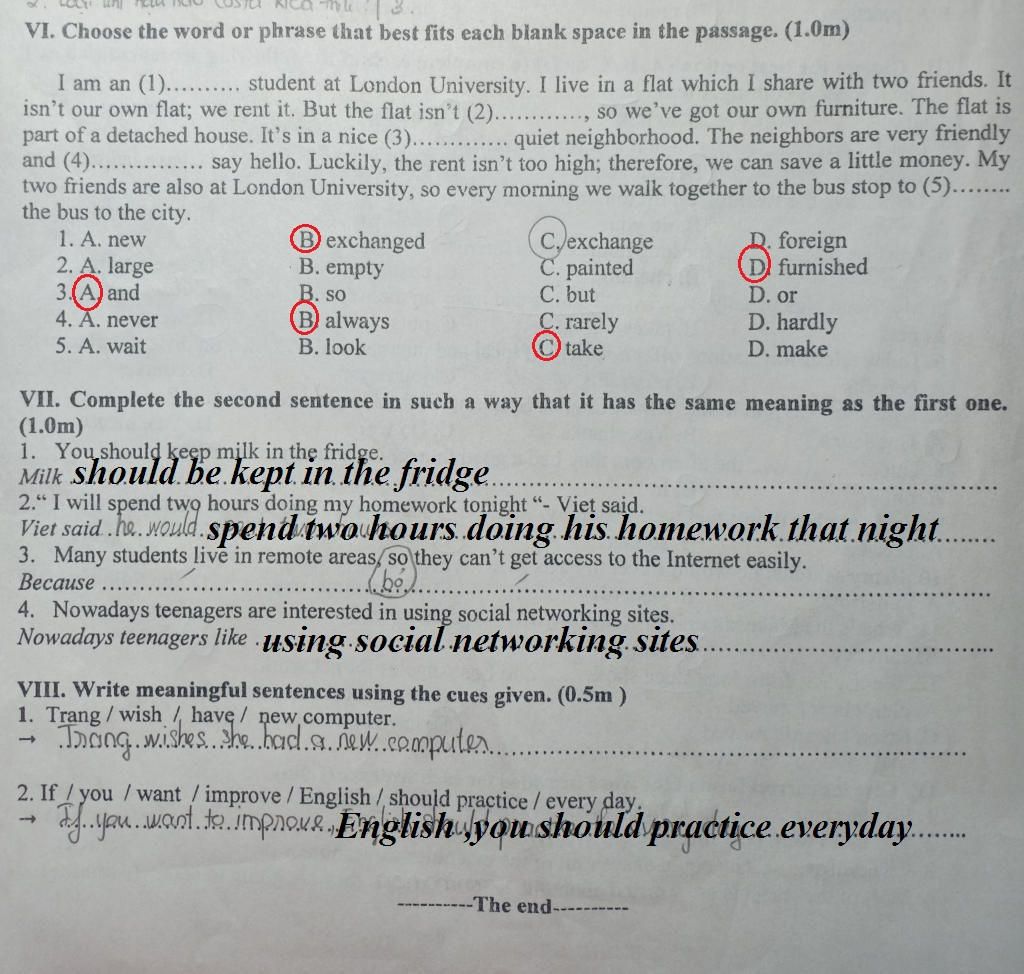 VI. Choose the word or phrase that best fits each blank space in the passage. (1.0m)
I am an (1).......... student at London University. I live in a flat which I share with two friends. It
isn't our own flat; we rent it. But the flat isn't (2)............, so we've got our own furniture. The flat is
part of a detached house. It's in a nice (3)............. quiet neighborhood. The neighbors are very friendly
and (4)............... say hello. Luckily, the rent isn't too high; therefore, we can save a little money. My
two friends are also at London University, so every morning we walk together to the bus stop to (5)........
the bus to the city.
1. A. new B. exchanged C. exchange D. foreign
2. A. large B. empty C. painted D. furnished
3. A. and B. so C. but D. or
4. A. never B. always C. rarely D. hardly
5. A. wait B. look C. take D. make
VII. Complete the second sentence in such a way that it has the same meaning as the first one.
(1.0m)
1. You should keep milk in the fridge.
Milk should be kept in the fridge
2." I will spend two hours doing my homework tonight "- Viet said.
Viet said he would spend two hours doing his homework that night
3. Many students live in remote areas, so they can't get access to the Internet easily.
Because bỏ
4. Nowadays teenagers are interested in using social networking sites.
Nowadays teenagers like using social networking sites
VIII. Write meaningful sentences using the cues given. (0.5m )
1. Trang / wish / have / new computer.
→ Trang wishes she had a new computer
2. If / you / want / improve / English / should practice / every day.
→ If you want to improve, English ,you should practice everyday
----------The end----------